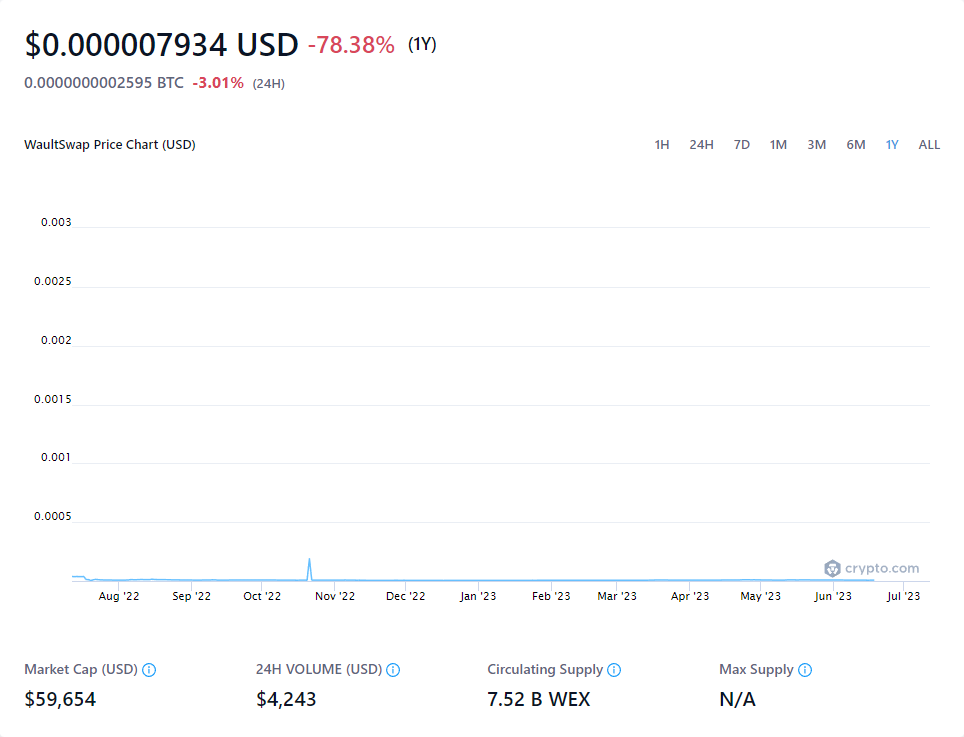 $0.000007934 USD -78.38% (1Y)
0.0000000002595 BTC -3.01% (24H)
WaultSwap Price Chart (USD) 1H 24H 7D 1M 3M 6M 1Y ALL
0.003
0.0025
0.002
0.0015
0.001
0.0005
crypto.com
Aug '22 Sep '22 Oct '22 Nov '22 Dec '22 Jan '23 Feb '23 Mar '23 Apr '23 May '23 Jun '23 Jul '23
Market Cap (USD) 24H VOLUME (USD) Circulating Supply Max Supply
$59,654 $4,243 7.52 B WEX N/A